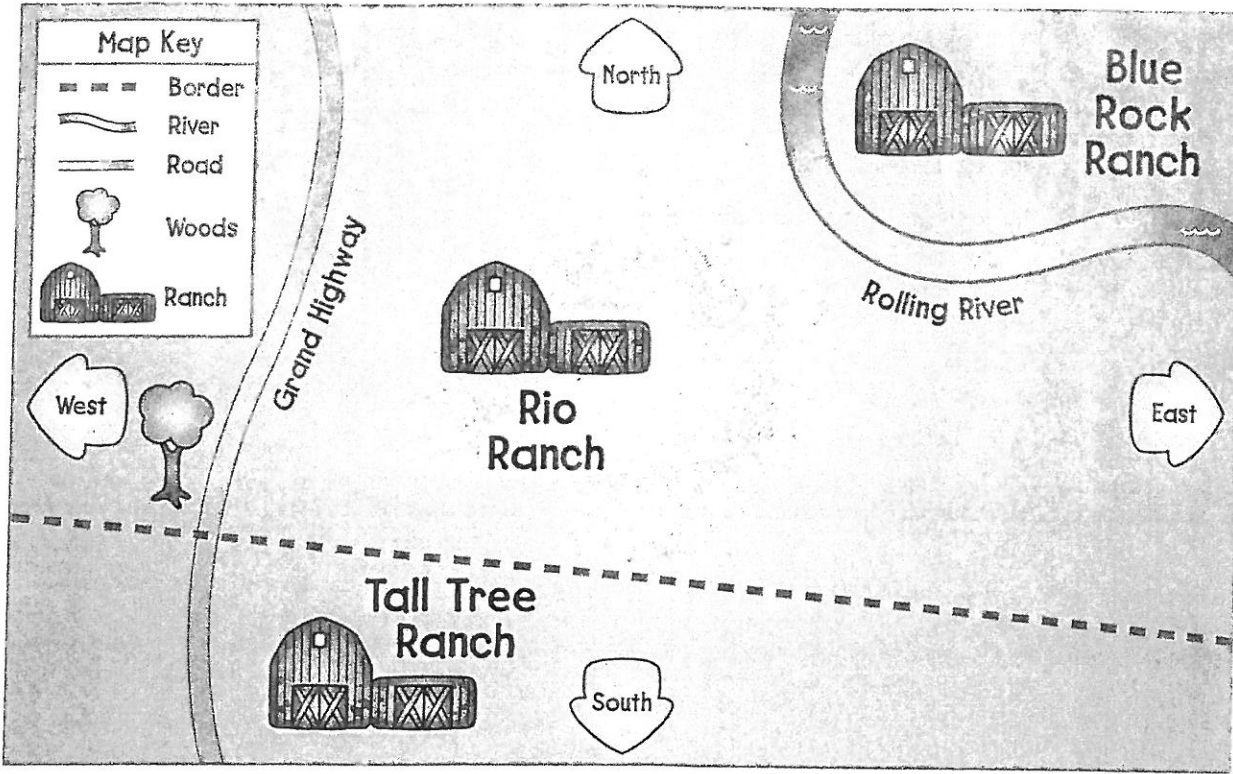 Map Key
Border
River
Road
Woods
Ranch
North
Blue
Rock
Ranch
Grand Highway
Rolling River
West
Rio
Ranch
East
Tall Tree
Ranch
South